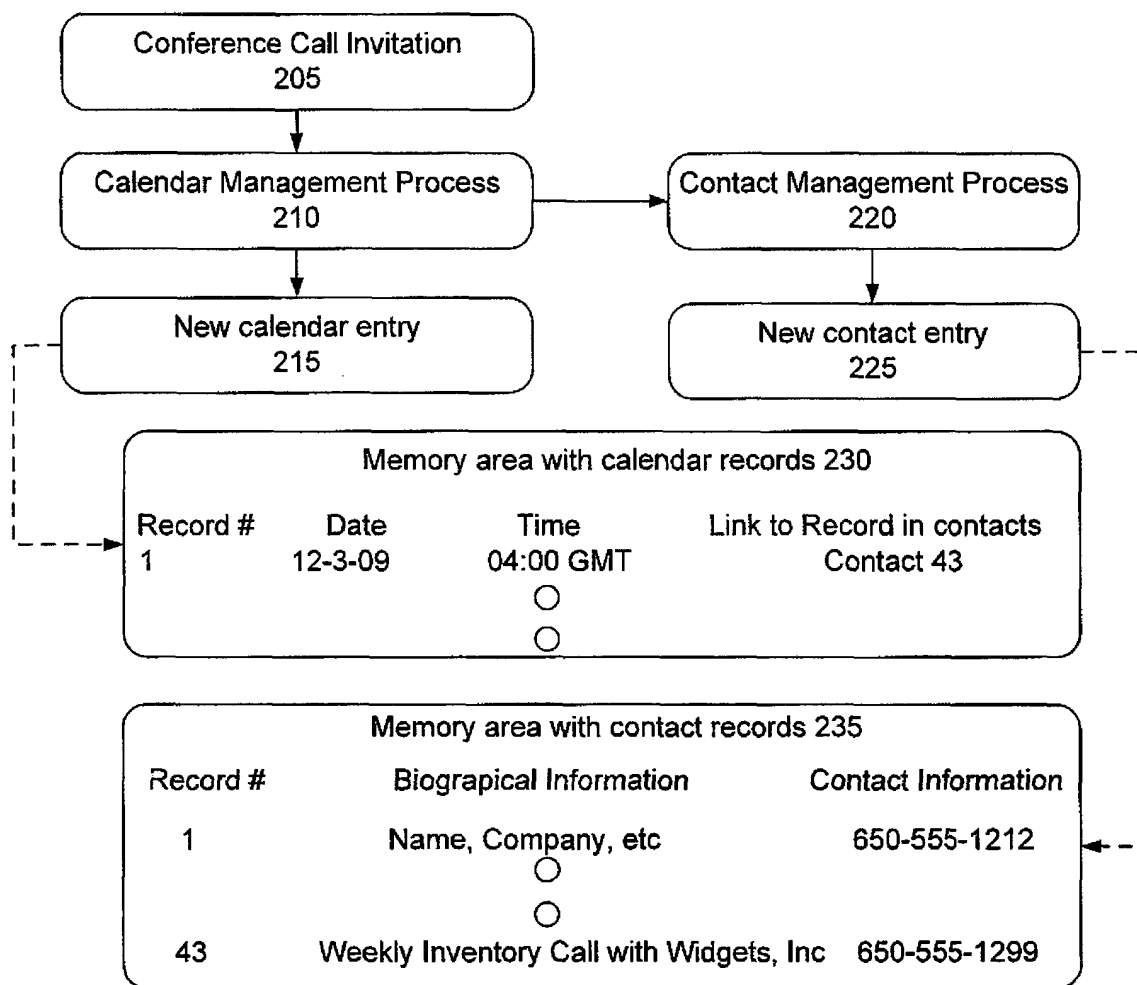 Conference Call Invitation
205
Calendar Management Process
210
Contact Management Process
220
New calendar entry
215
New contact entry
225
Memory area with calendar records 230
Record # Date Time Link to Record in contacts
1 12-3-09 04:00 GMT Contact 43
Memory area with contact records 235
Record # Biograpical Information Contact Information
1 Name, Company, etc 650-555-1212
43 Weekly Inventory Call with Widgets, Inc 650-555-1299